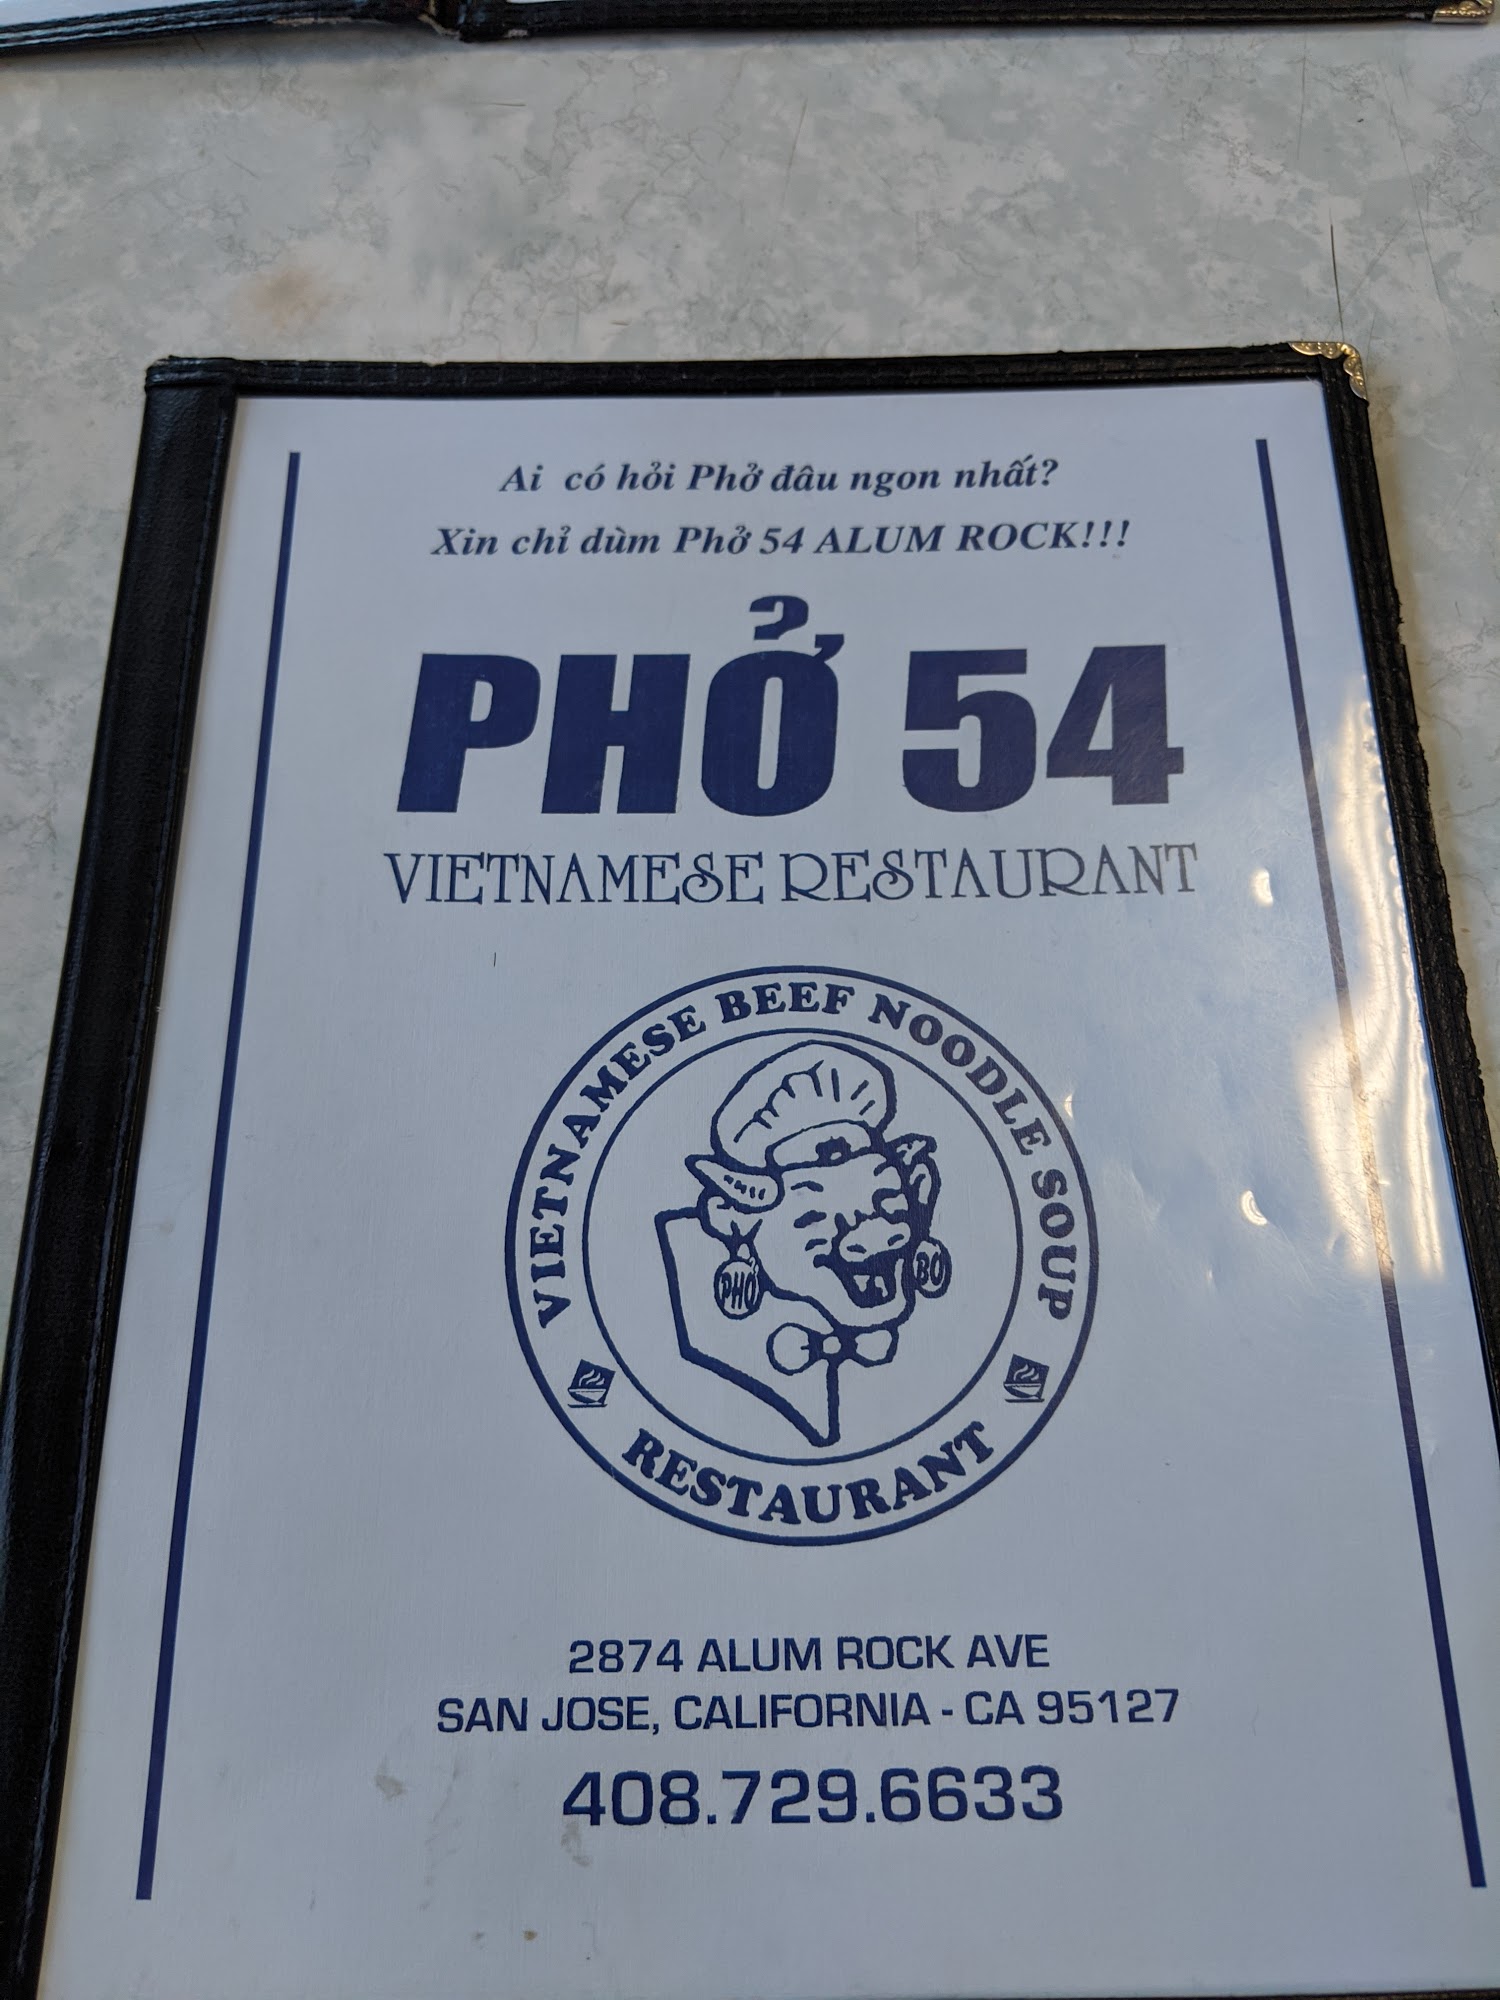 Ai có hỏi Phở đâu ngon nhất?
Xin chỉ dùm Phở 54 ALUM ROCK!!!
PHỞ 54
VIETNAMESE RESTAURANT
VIETNAMESE BEEF NOODLE SOUP
PHỞ
BO
RESTAURANT
2874 ALUM ROCK AVE
SAN JOSE, CALIFORNIA - CA 95127
408.729.6633